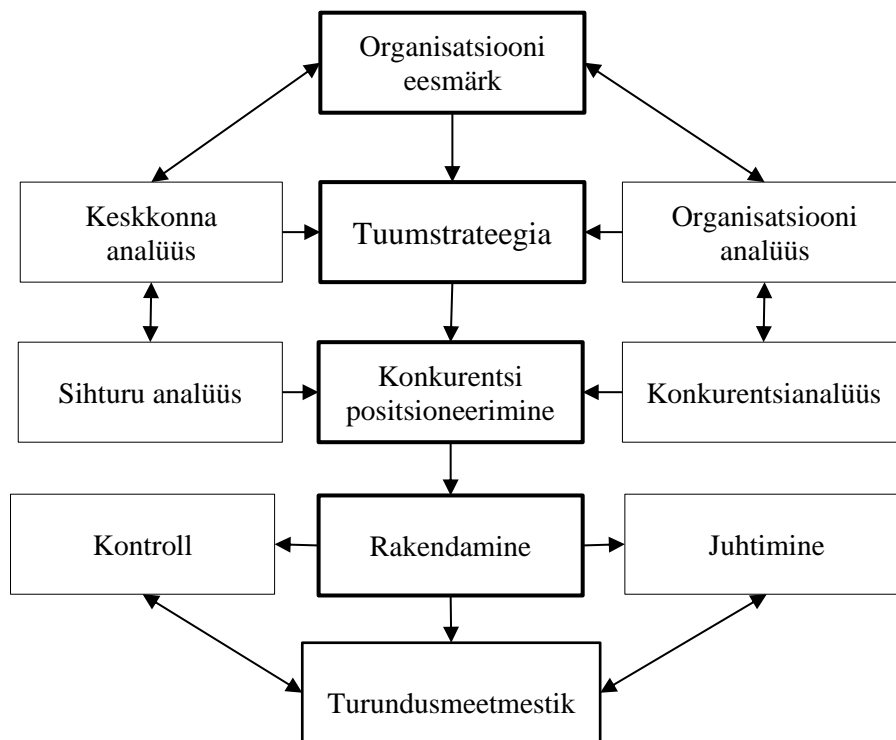 Organisatsiooni
eesmärk
Keskkonna
analüüs
Tuumstrateegia
Organisatsiooni
analüüs
Sihturu analüüs
Konkurentsi
positsioneerimine
Konkurentsianalüüs
Kontroll
Rakendamine
Juhtimine
Turundusmeetmestik